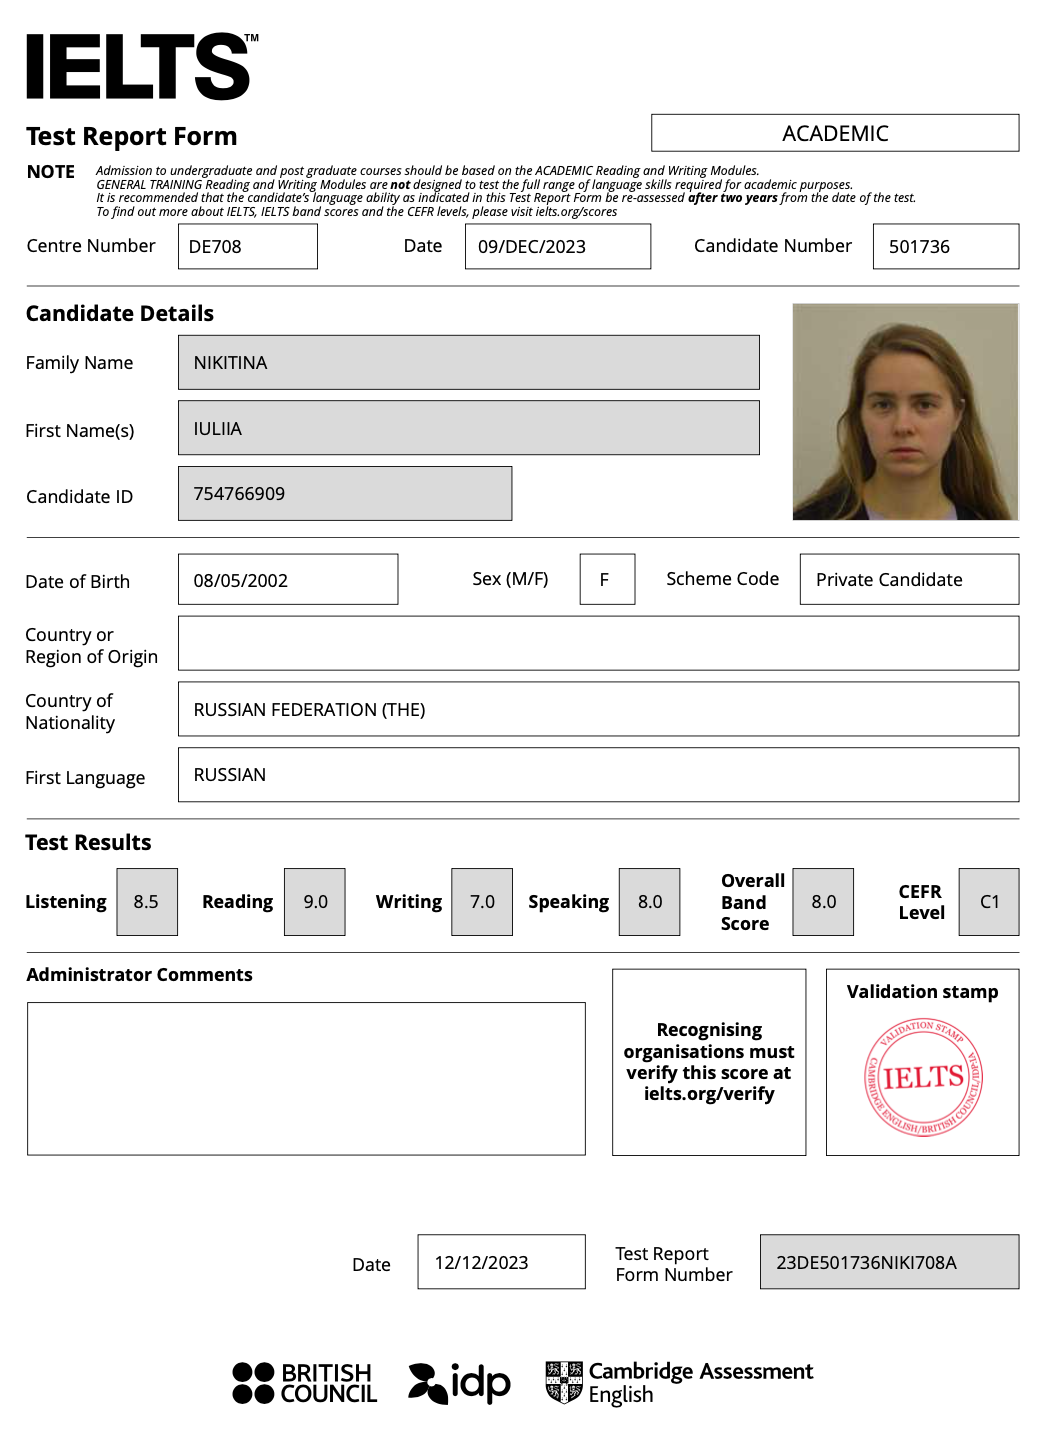 IELTS™
Test Report Form
ACADEMIC
NOTE Admission to undergraduate and post graduate courses should be based on the ACADEMIC Reading and Writing Modules.
GENERAL TRAINING Reading and Writing Modules are not designed to test the full range of language skills required for academic purposes.
It is recommended that the candidate's language ability as indicated in this Test Report Form be re-assessed after two years from the date of the test.
To find out more about IELTS, IELTS band scores and the CEFR levels, please visit ielts.org/scores
Centre Number DE708 Date 09/DEC/2023 Candidate Number 501736
Candidate Details
Family Name NIKITINA
First Name(s) IULIIA
Candidate ID 754766909
Date of Birth 08/05/2002 Sex (M/F) F Scheme Code Private Candidate
Country or
Region of Origin
Country of
Nationality
RUSSIAN FEDERATION (THE)
First Language RUSSIAN
Test Results
Listening 8.5 Reading 9.0 Writing 7.0 Speaking 8.0
Overall
Band
Score
8.0
CEFR
Level
C1
Administrator Comments
Recognising
organisations must
verify this score at
ielts.org/verify
Validation stamp
VALIDATION STAMP
IELTS
CAMBRIDGE ENGLISH/BRITISH COUNCIL/IDP:IA
Date 12/12/2023
Test Report
Form Number
23DE501736NIKI708A
BRITISH
COUNCIL
idp
Cambridge Assessment
English